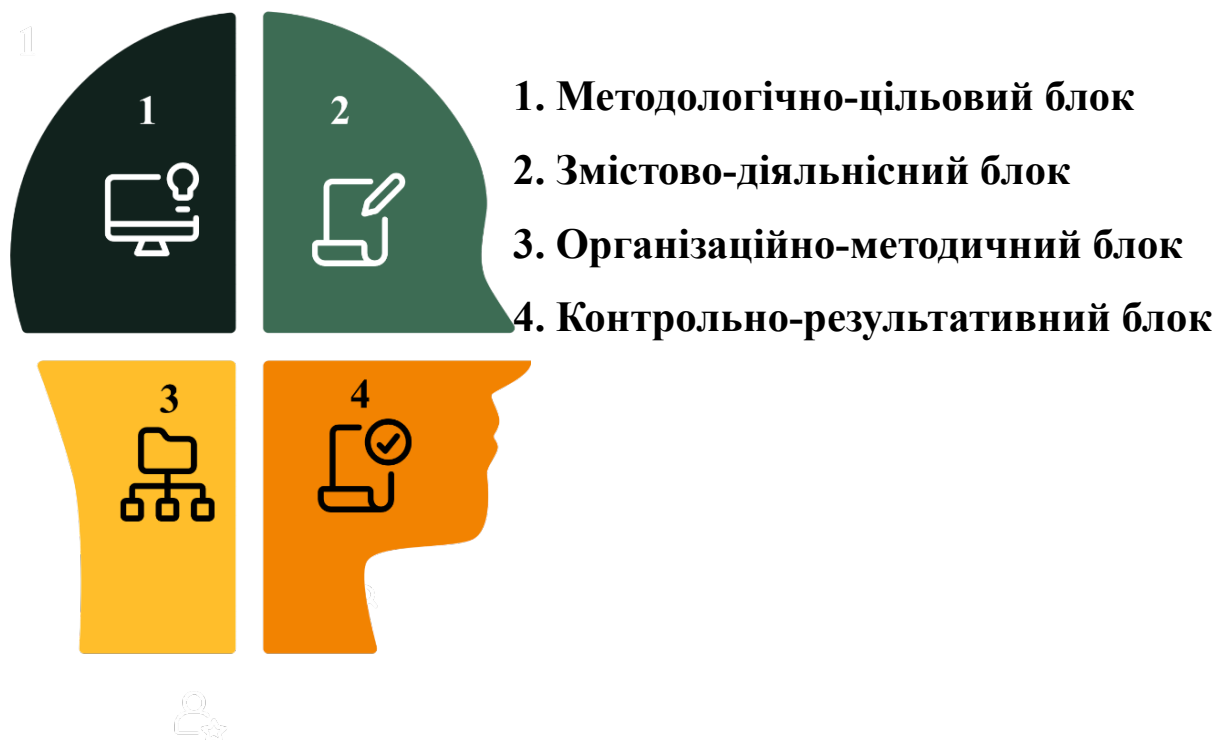 1
1
2
1. Методологічно-цільовий блок
2. Змістово-діяльнісний блок
3. Організаційно-методичний блок
4. Контрольно-результативний блок
3
4